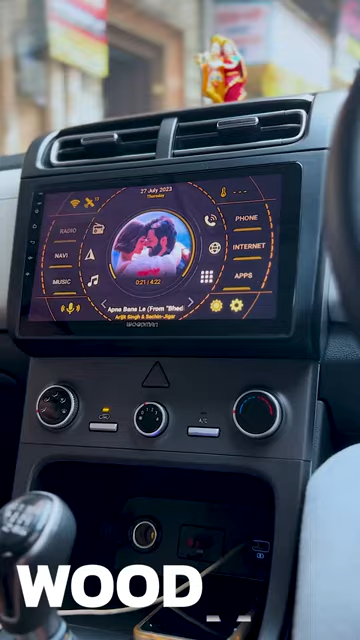 27 July 2023
Thursday
RADIO
PHONE
NAVI
INTERNET
MUSIC
0:21 | 4:22
APPS
Apna Bana Le (From "Bhed
Arijit Singh & Sachin-Jigar
WOODMAN
A/C
WOOD